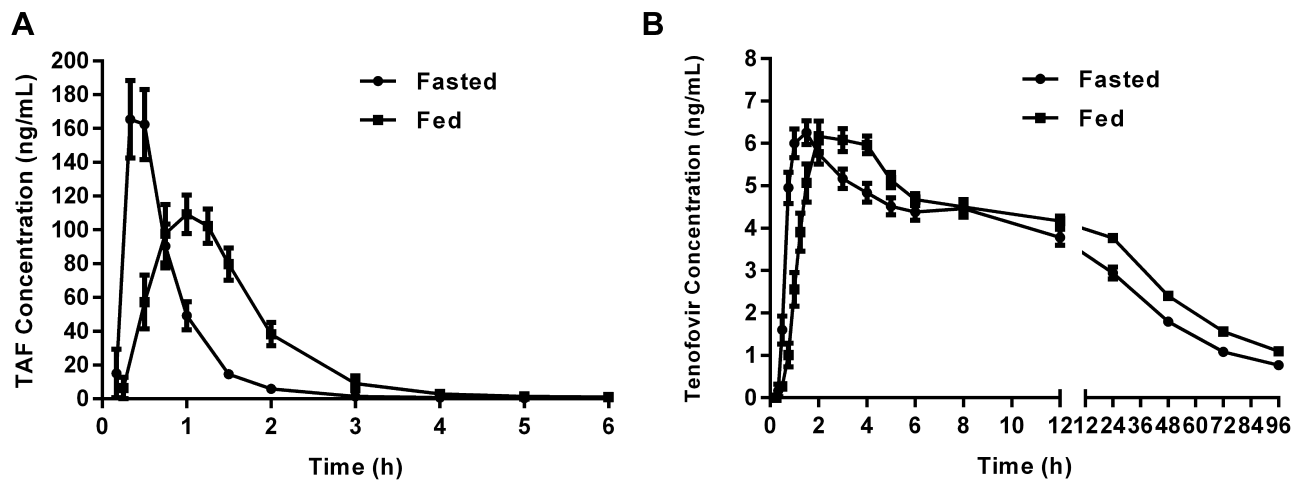 A
TAF Concentration (ng/mL)
200
180
160
140
120
100
80
60
40
20
0
0 1 2 3 4 5 6
Time (h)
Fasted
Fed
B
Tenofovir Concentration (ng/mL)
8
7
6
5
4
3
2
1
0
0 2 4 6 8 10 12 12 24 36 48 60 72 84 96
Time (h)
Fasted
Fed